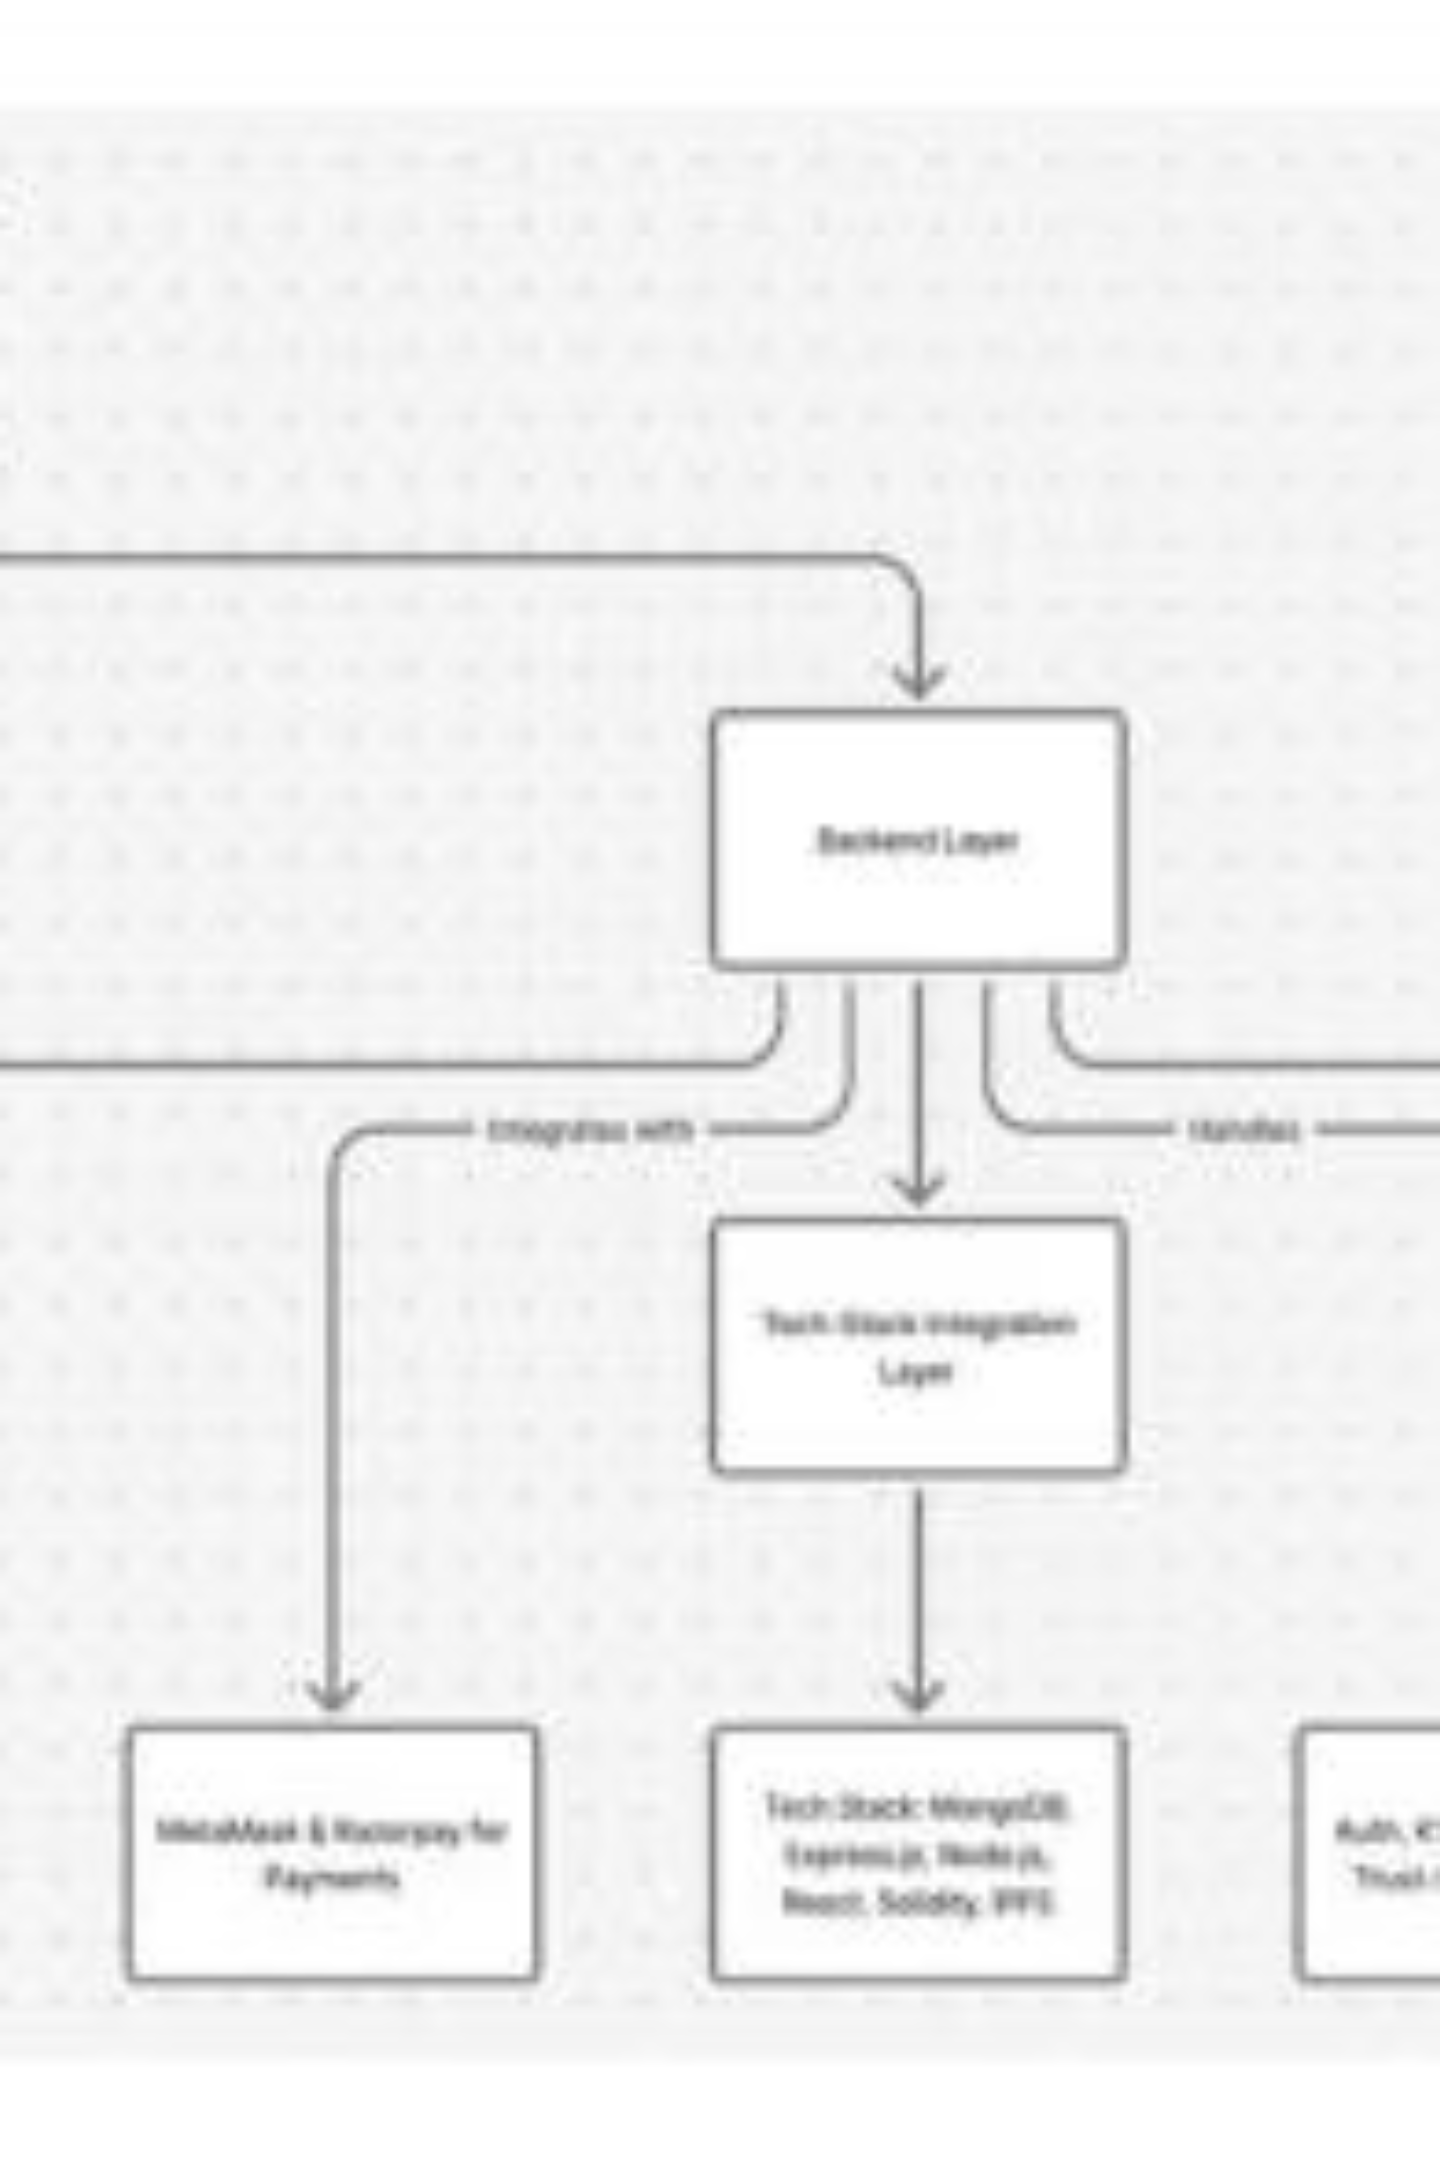 Backend Layer
Integrates with
Handles
Tech-Stack Integration
Layer
MetaMask & Razorpay for
Payments
Tech Stack: MongoDB,
Express.js, Node.js,
React, Solidity, IPFS
Auth,
Trust